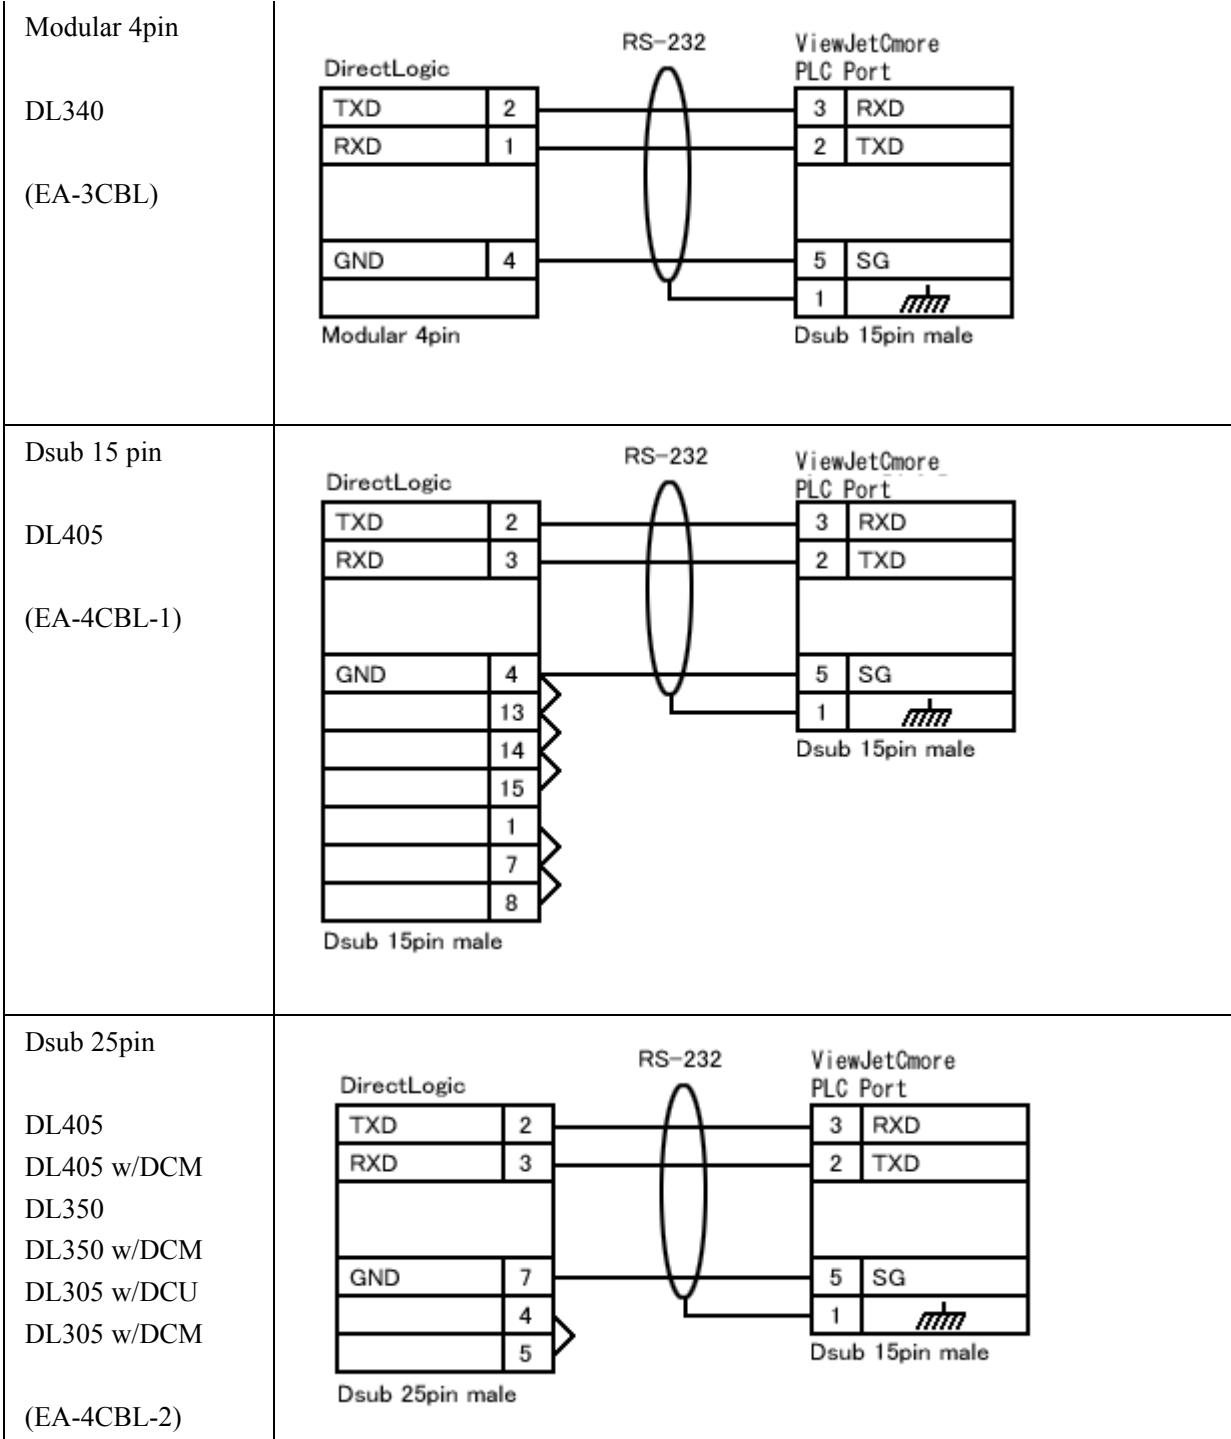 Modular 4pin
DL340
(EA-3CBL)
RS-232
ViewJetCmore
PLC Port
DirectLogic
TXD 2 3 RXD
RXD 1 2 TXD
GND 4 5 SG
1
Modular 4pin Dsub 15pin male
Dsub 15 pin
DL405
(EA-4CBL-1)
RS-232
ViewJetCmore
PLC Port
DirectLogic
TXD 2 3 RXD
RXD 3 2 TXD
GND 4 5 SG
13 1
14 Dsub 15pin male
15
1
7
8
Dsub 15pin male
Dsub 25pin
DL405
DL405 w/DCM
DL350
DL350 w/DCM
DL305 w/DCU
DL305 w/DCM
(EA-4CBL-2)
RS-232
ViewJetCmore
PLC Port
DirectLogic
TXD 2 3 RXD
RXD 3 2 TXD
GND 7 5 SG
4 1
5 Dsub 15pin male
Dsub 25pin male